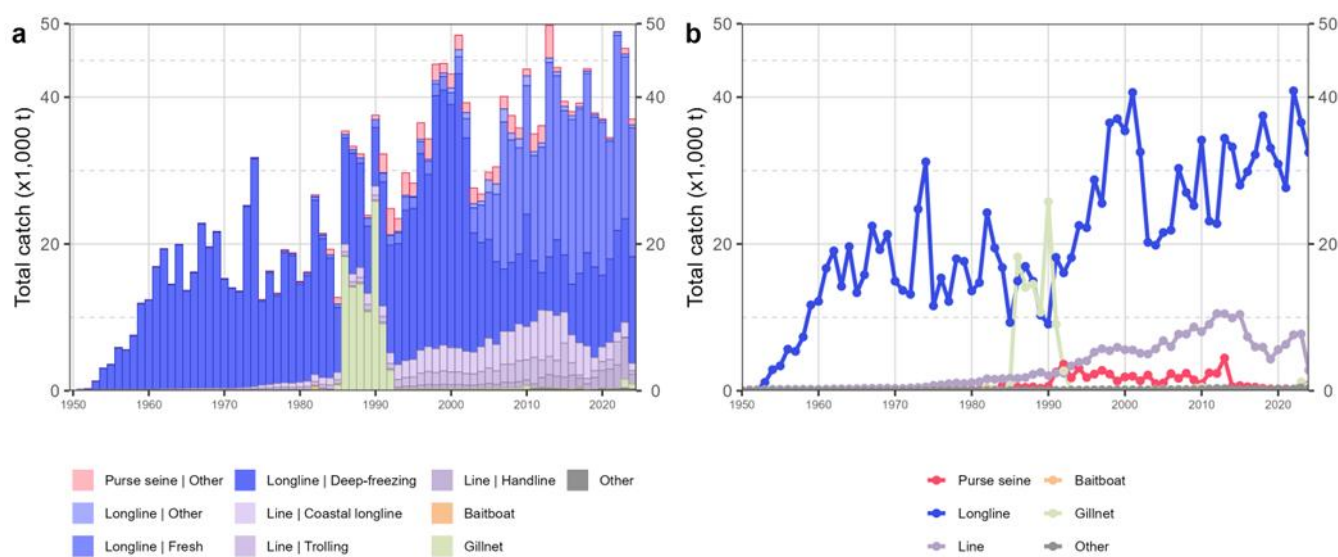 a
b
Total catch (x1,000 t)
50
40
20
0
50
40
20
0
1950 1960 1970 1980 1990 2000 2010 2020
Total catch (x1,000 t)
50
40
20
0
50
40
20
0
1950 1960 1970 1980 1990 2000 2010 2020
Purse seine | Other
Longline | Deep-freezing
Line | Handline
Other
Longline | Other
Line | Coastal longline
Baitboat
Longline | Fresh
Line | Trolling
Gillnet
Purse seine
Baitboat
Longline
Gillnet
Line
Other